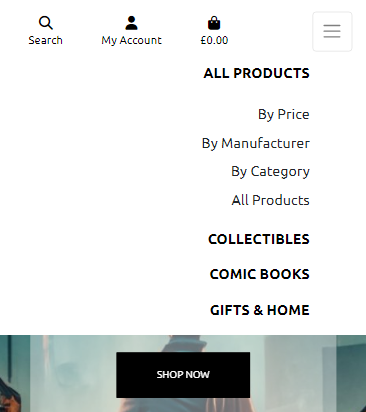 Search
My Account
£0.00
ALL PRODUCTS
By Price
By Manufacturer
By Category
All Products
COLLECTIBLES
COMIC BOOKS
GIFTS & HOME
SHOP NOW